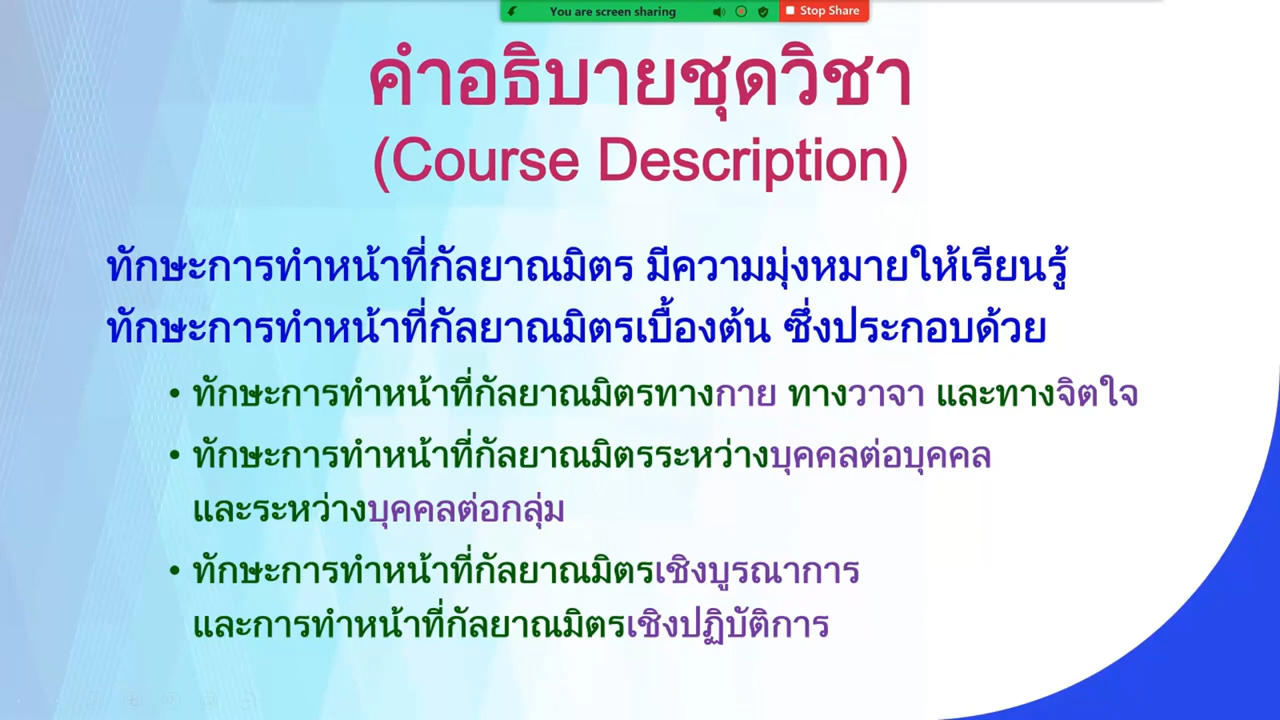 You are screen sharing
Stop Share
คำอธิบายชุดวิชา
(Course Description)
ทักษะการทำหน้าที่กัลยาณมิตร มีความมุ่งหมายให้เรียนรู้
ทักษะการทำหน้าที่กัลยาณมิตรเบื้องต้น ซึ่งประกอบด้วย
• ทักษะการทำหน้าที่กัลยาณมิตรทางกาย ทางวาจา และทางจิตใจ
• ทักษะการทำหน้าที่กัลยาณมิตรระหว่างบุคคลต่อบุคคล
และระหว่างบุคคลต่อกลุ่ม
• ทักษะการทำหน้าที่กัลยาณมิตรเชิงบูรณาการ
และการทำหน้าที่กัลยาณมิตรเชิงปฏิบัติการ